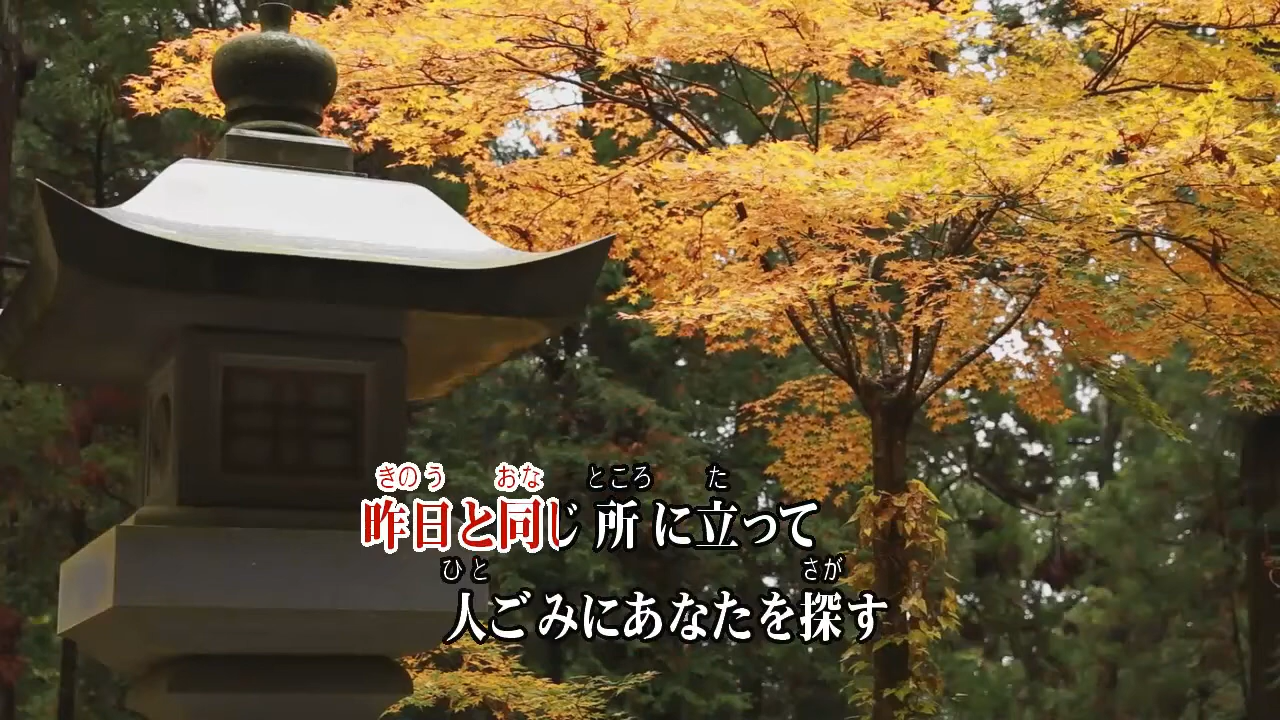 きのう おな ところ た
昨日と同じ所に立って
ひと さが
人ごみにあなたを探す